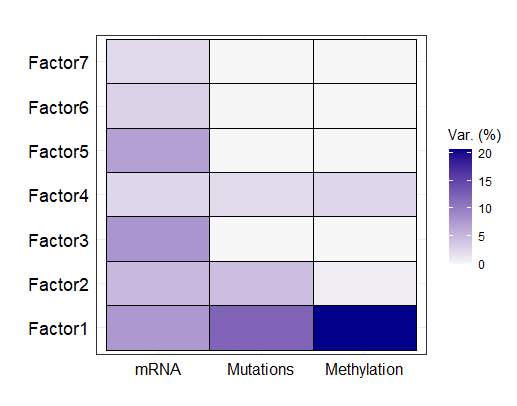 Factor7
Factor6
Factor5
Factor4
Factor3
Factor2
Factor1
mRNA Mutations Methylation
Var. (%)
20
15
10
5
0